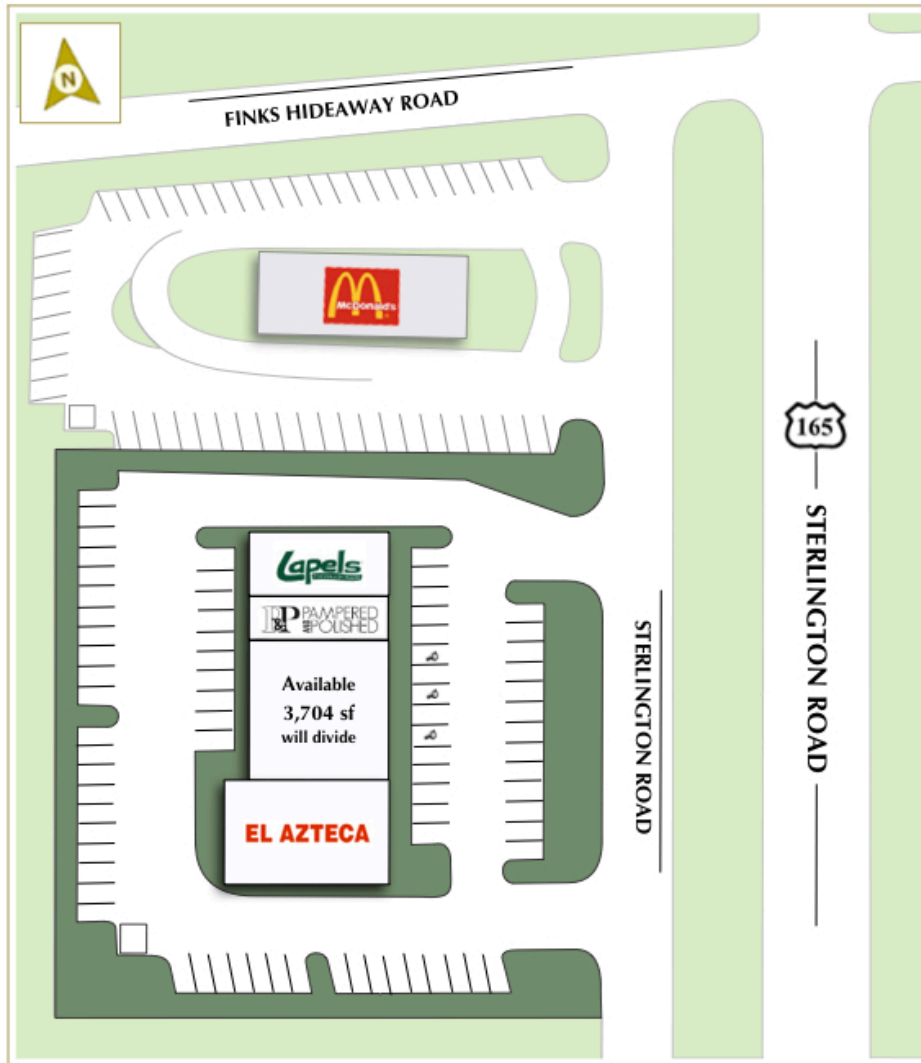 N
FINKS HIDEAWAY ROAD
McDonald's
165
STERLINGTON ROAD
STERLINGTON ROAD
Lapels
P&P PAMPERED
AND POLISHED
Available
3,704 sf
will divide
EL AZTECA